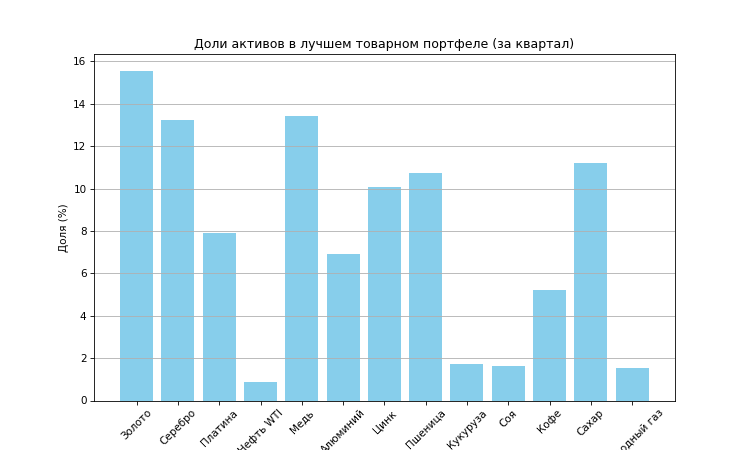 Доли активов в лучшем товарном портфеле (за квартал)
Доля (%)
16
14
12
10
8
6
4
2
0
Золото
Серебро
Платина
Нефть WTI
Медь
Алюминий
Цинк
Пшеница
Кукуруза
Соя
Кофе
Сахар
газ